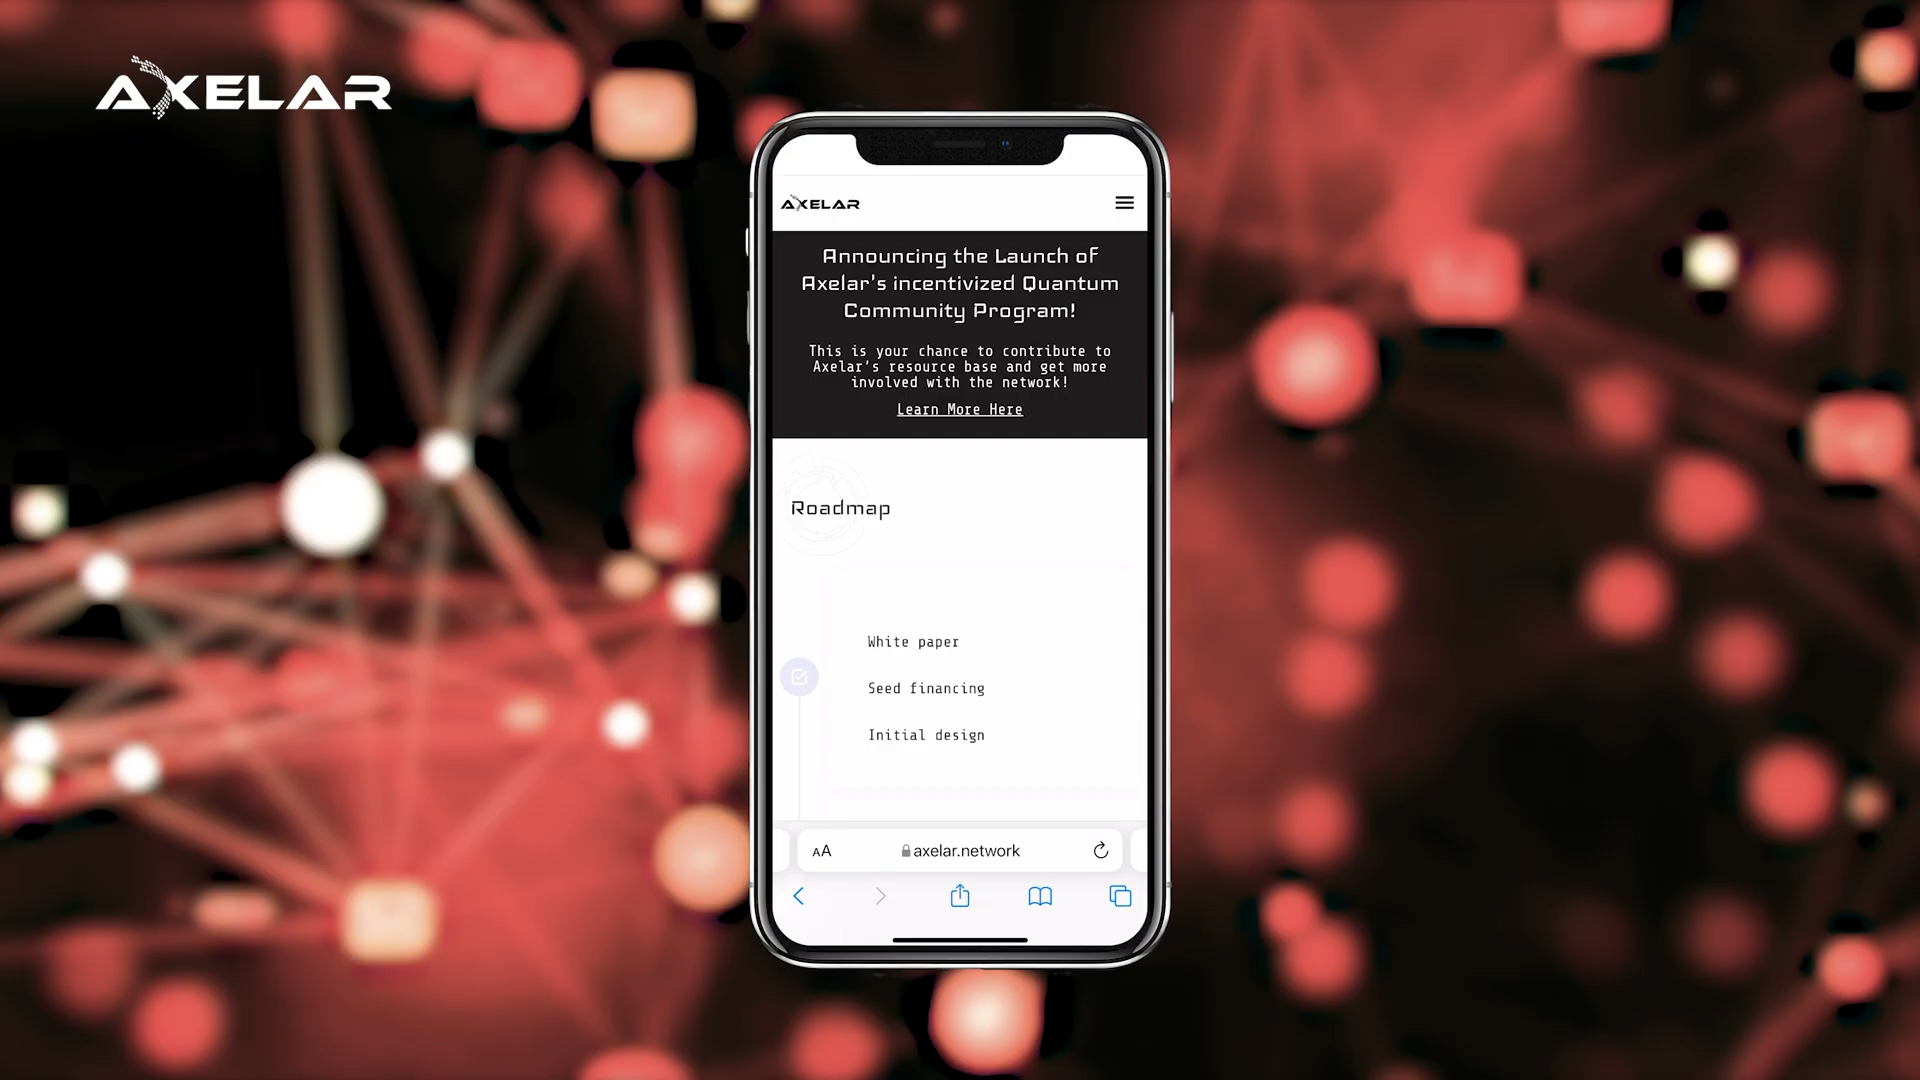 AXELAR
AXELAR
Announcing the Launch of
Axelar's incentivized Quantum
Community Program!
This is your chance to contribute to
Axelar's resource base and get more
involved with the network!
Learn More Here
Roadmap
White paper
Seed financing
Initial design
AA
axelar.network